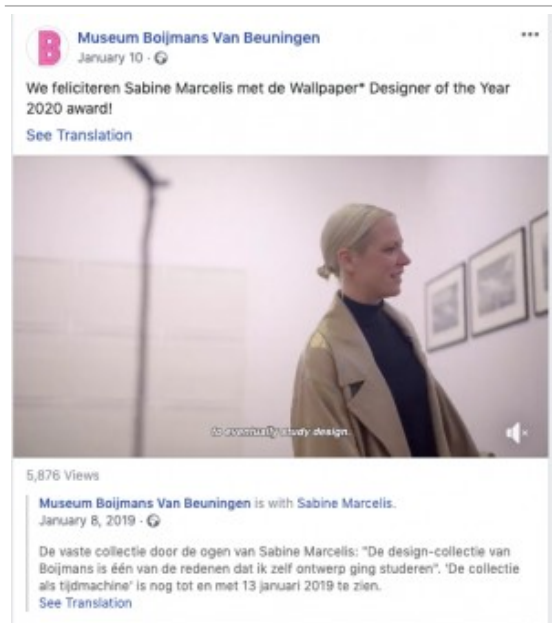 B
Museum Boijmans Van Beuningen
January 10 ·
We feliciteren Sabine Marcelis met de Wallpaper* Designer of the Year
2020 award!
See Translation
to eventually study design.
5,876 Views
Museum Boijmans Van Beuningen is with Sabine Marcelis.
January 8, 2019 ·
De vaste collectie door de ogen van Sabine Marcelis: "De design-collectie van
Boijmans is één van de redenen dat ik zelf ontwerp ging studeren". 'De collectie
als tijdmachine' is nog tot en met 13 januari 2019 te zien.
See Translation